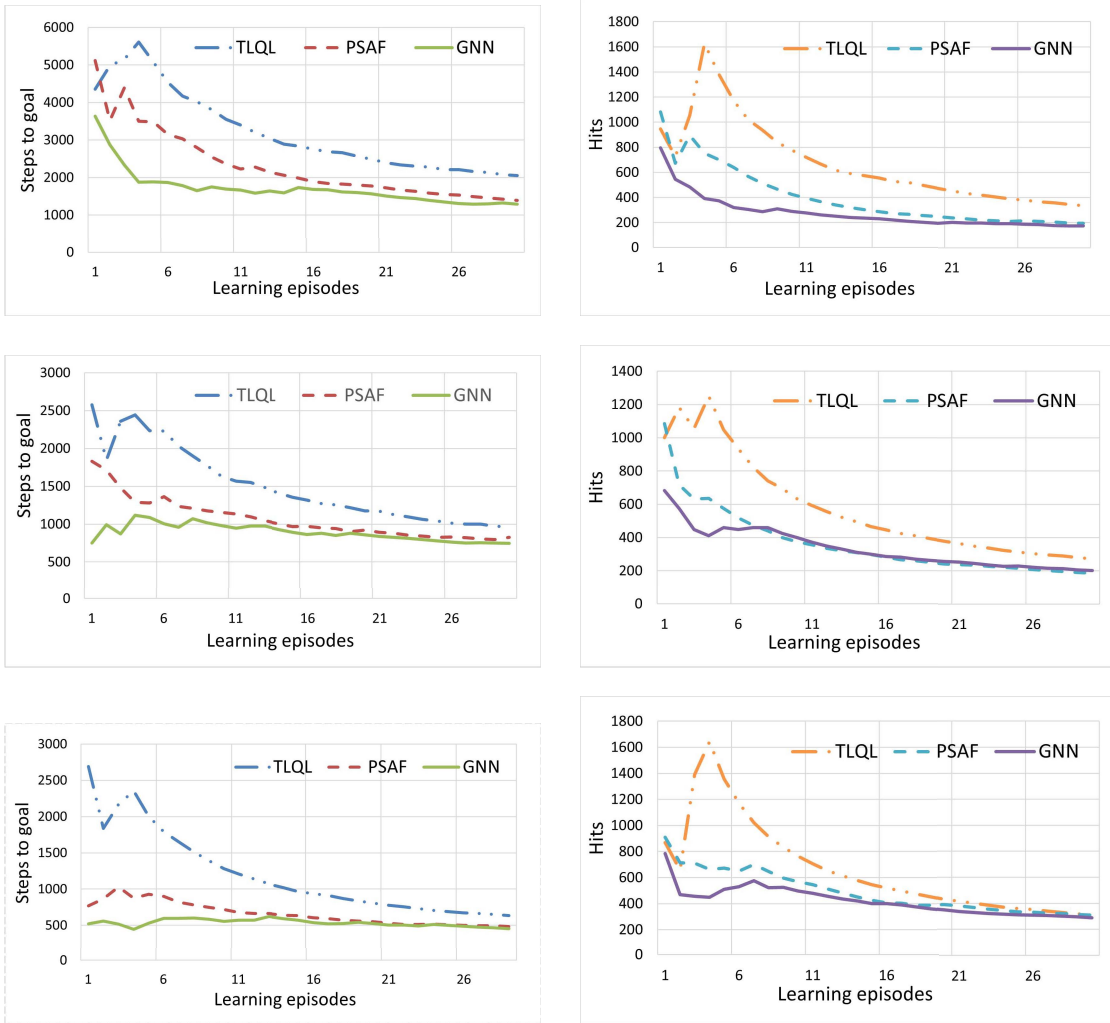 6000
5000
4000
3000
2000
1000
0
Steps to goal
TLQL PSAF GNN
1 6 11 16 26
Learning episodes
1800
1600
1400
1200
1000
800
600
400
200
0
Hits
TLQL PSAF GNN
1 6 11 16 21 26
Learning episodes
3000
2500
2000
1500
1000
500
0
Steps to goal
TLQL PSAF GNN
1 6 11 16 21 26
Learning episodes
1400
1200
1000
800
600
400
200
0
Hits
TLQL PSAF GNN
1 6 11 16 21 26
Learning episodes
3000
2500
2000
1500
1000
500
0
Steps to goal
TLQL PSAF GNN
1 6 11 16 21 26
Learning episodes
1800
1600
1400
1200
1000
800
600
400
200
0
Hits
TLQL PSAF GNN
1 6 11 16 21 26
Learning episodes